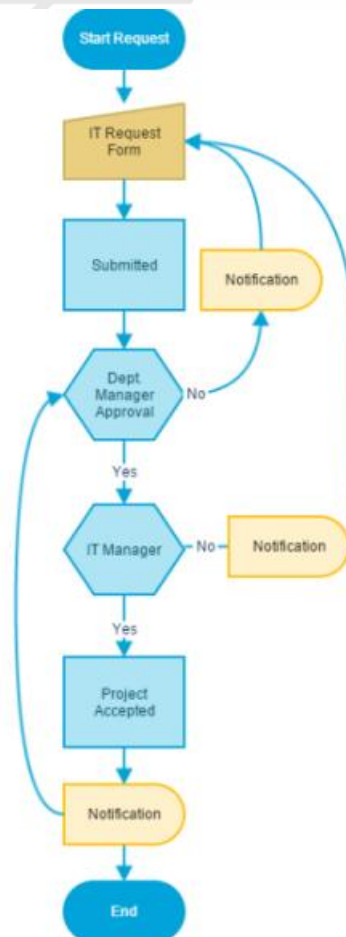 Start Request
IT Request
Form
Submitted
Notification
Dept
Manager
Approval
No
Yes
IT Manager
No
Notification
Yes
Project
Accepted
Notification
End